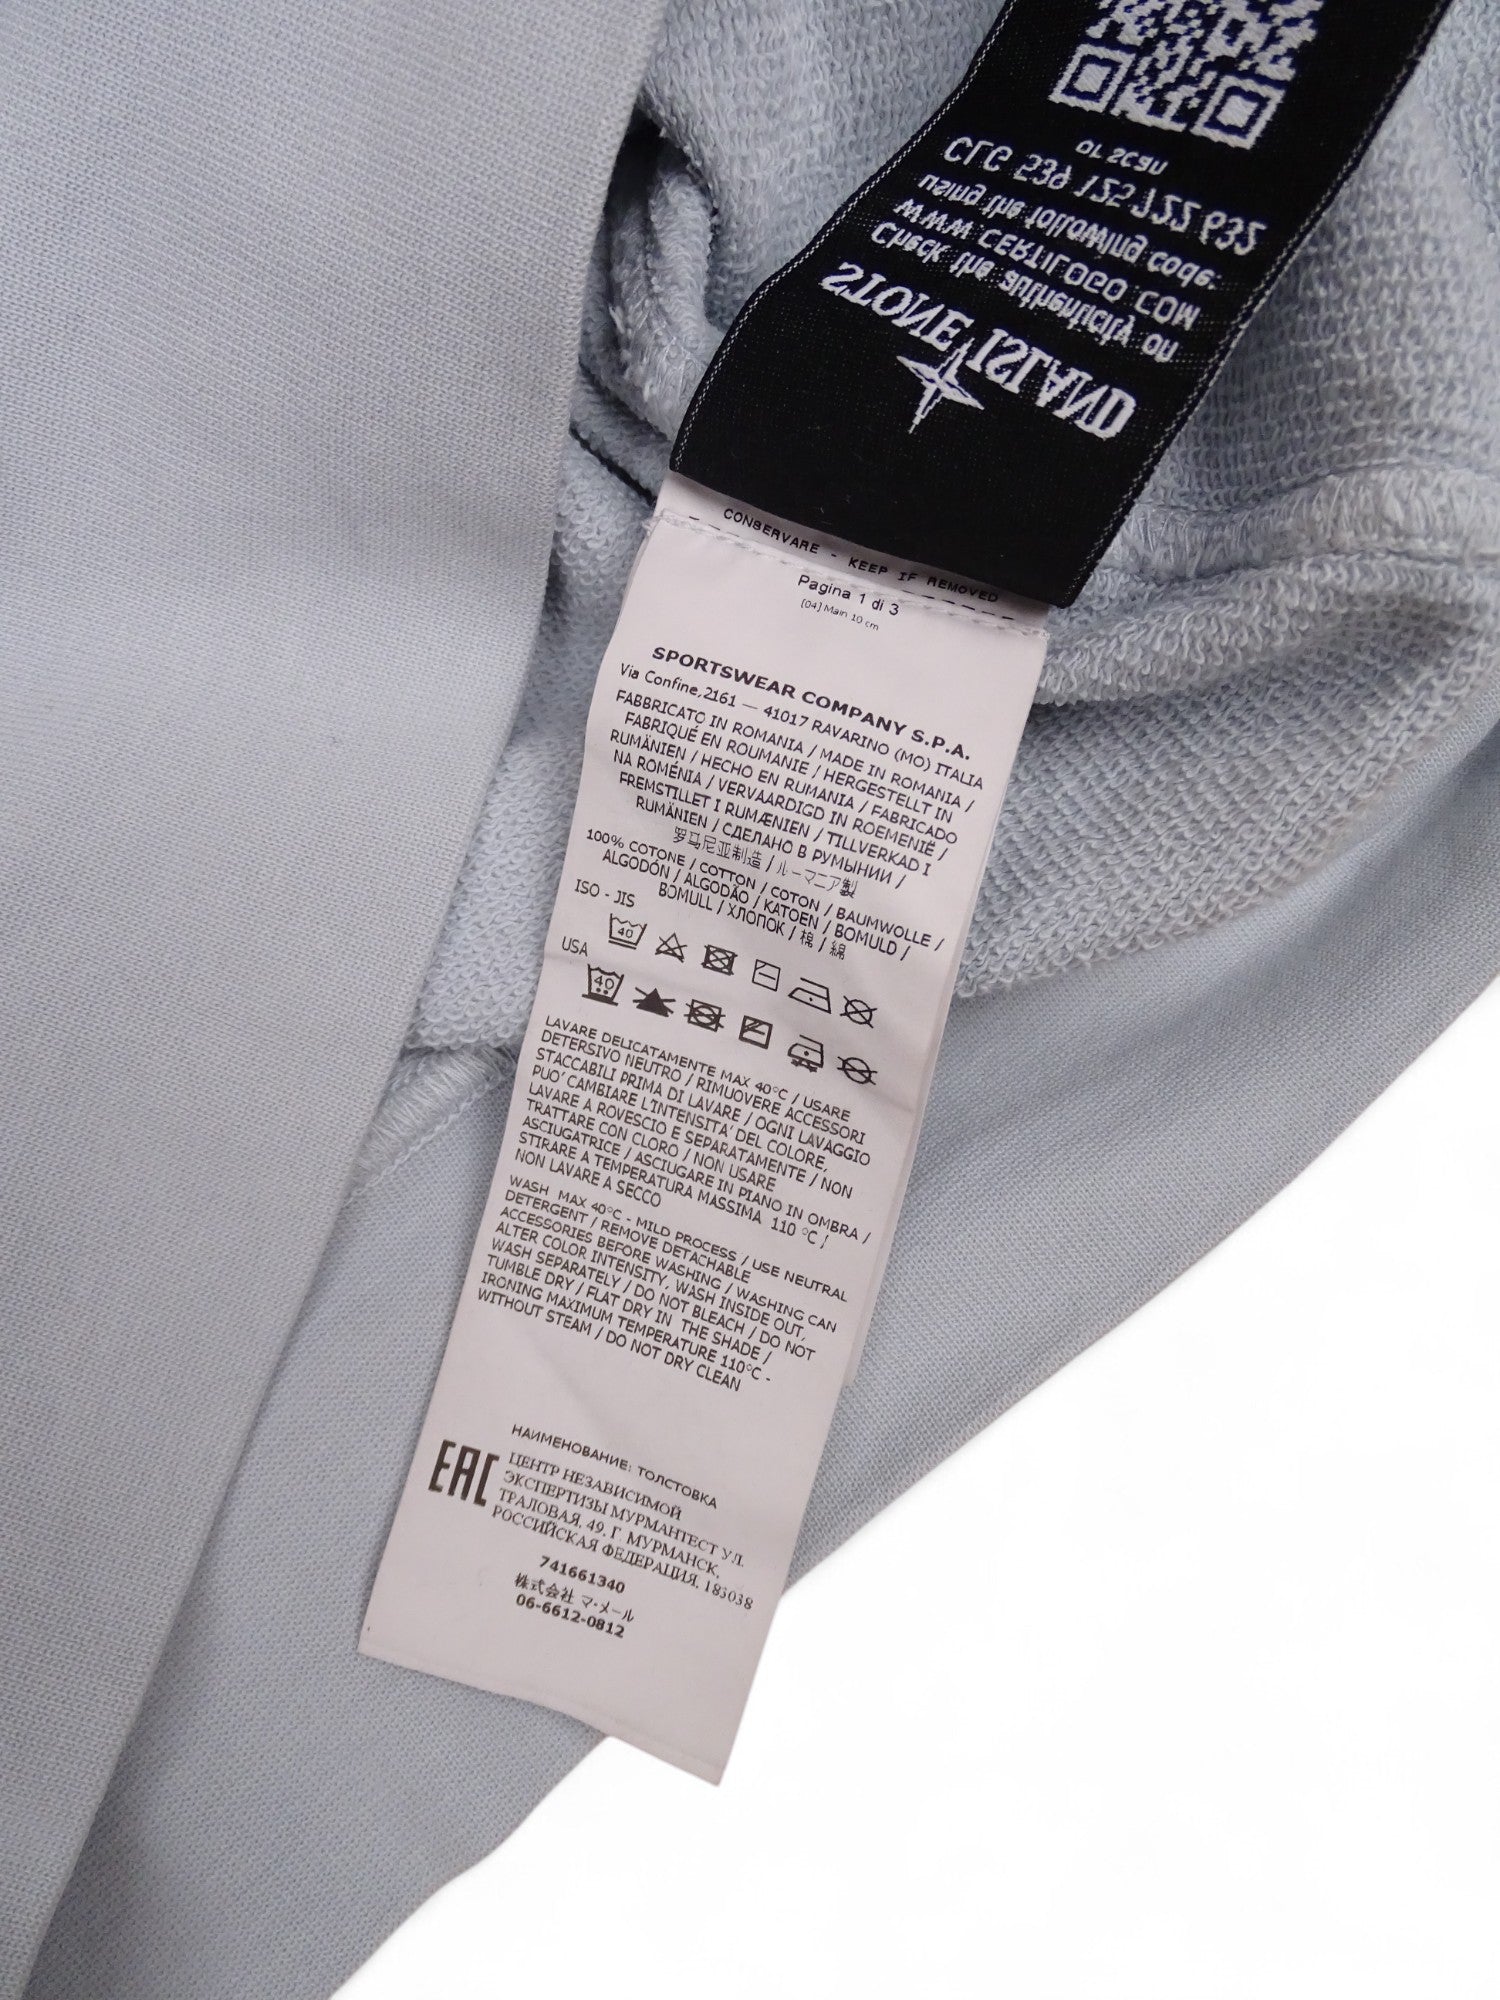 STONE ISLAND
Check the authenticity on
www.CERTILOGO.COM
using the following code:
CLG 539 125 122 632
or scan
CONSERVARE - KEEP IF REMOVED
Pagina 1 di 3
[04] Main 10 cm
SPORTSWEAR COMPANY S.P.A.
Via Confine,2161 — 41017 RAVARINO (MO) ITALIA
FABBRICATO IN ROMANIA / MADE IN ROMANIA /
FABRIQUÉ EN ROUMANIE / HERGESTELLT IN
RUMÄNIEN / HECHO EN RUMANIA / FABRICADO
NA ROMÉNIA / VERVAARDIGD IN ROEMENIË /
FREMSTILLET I RUMÆNIEN / TILLVERKAD I
RUMÄNIEN / СДЕЛАНО В РУМЫНИИ /
罗马尼亚制造 / ルーマニア製
100% COTONE / COTTON / COTON / BAUMWOLLE /
ALGODÓN / ALGODÃO / KATOEN / BOMULD /
BOMULL / ХЛОПОК / 棉 / 綿
ISO - JIS
40
USA
40
LAVARE DELICATAMENTE MAX 40°C / USARE
DETERSIVO NEUTRO / RIMUOVERE ACCESSORI
STACCABILI PRIMA DI LAVARE / OGNI LAVAGGIO
PUO' CAMBIARE L'INTENSITA' DEL COLORE,
LAVARE A ROVESCIO E SEPARATAMENTE / NON
TRATTARE CON CLORO / NON USARE
ASCIUGATRICE / ASCIUGARE IN PIANO IN OMBRA /
STIRARE A TEMPERATURA MASSIMA 110 °C /
NON LAVARE A SECCO
WASH MAX 40°C - MILD PROCESS / USE NEUTRAL
DETERGENT / REMOVE DETACHABLE
ACCESSORIES BEFORE WASHING / WASHING CAN
ALTER COLOR INTENSITY, WASH INSIDE OUT,
WASH SEPARATELY / DO NOT BLEACH / DO NOT
TUMBLE DRY / FLAT DRY IN THE SHADE /
IRONING MAXIMUM TEMPERATURE 110°C -
WITHOUT STEAM / DO NOT DRY CLEAN
НАИМЕНОВАНИЕ: ТОЛСТОВКА
EAC
ЦЕНТР НЕЗАВИСИМОЙ
ЭКСПЕРТИЗЫ МУРМАНТЕСТ УЛ.
ТРАЛОВАЯ, 49, Г. МУРМАНСК,
РОССИЙСКАЯ ФЕДЕРАЦИЯ, 183038
741661340
株式会社 マ・メール
06-6612-0812